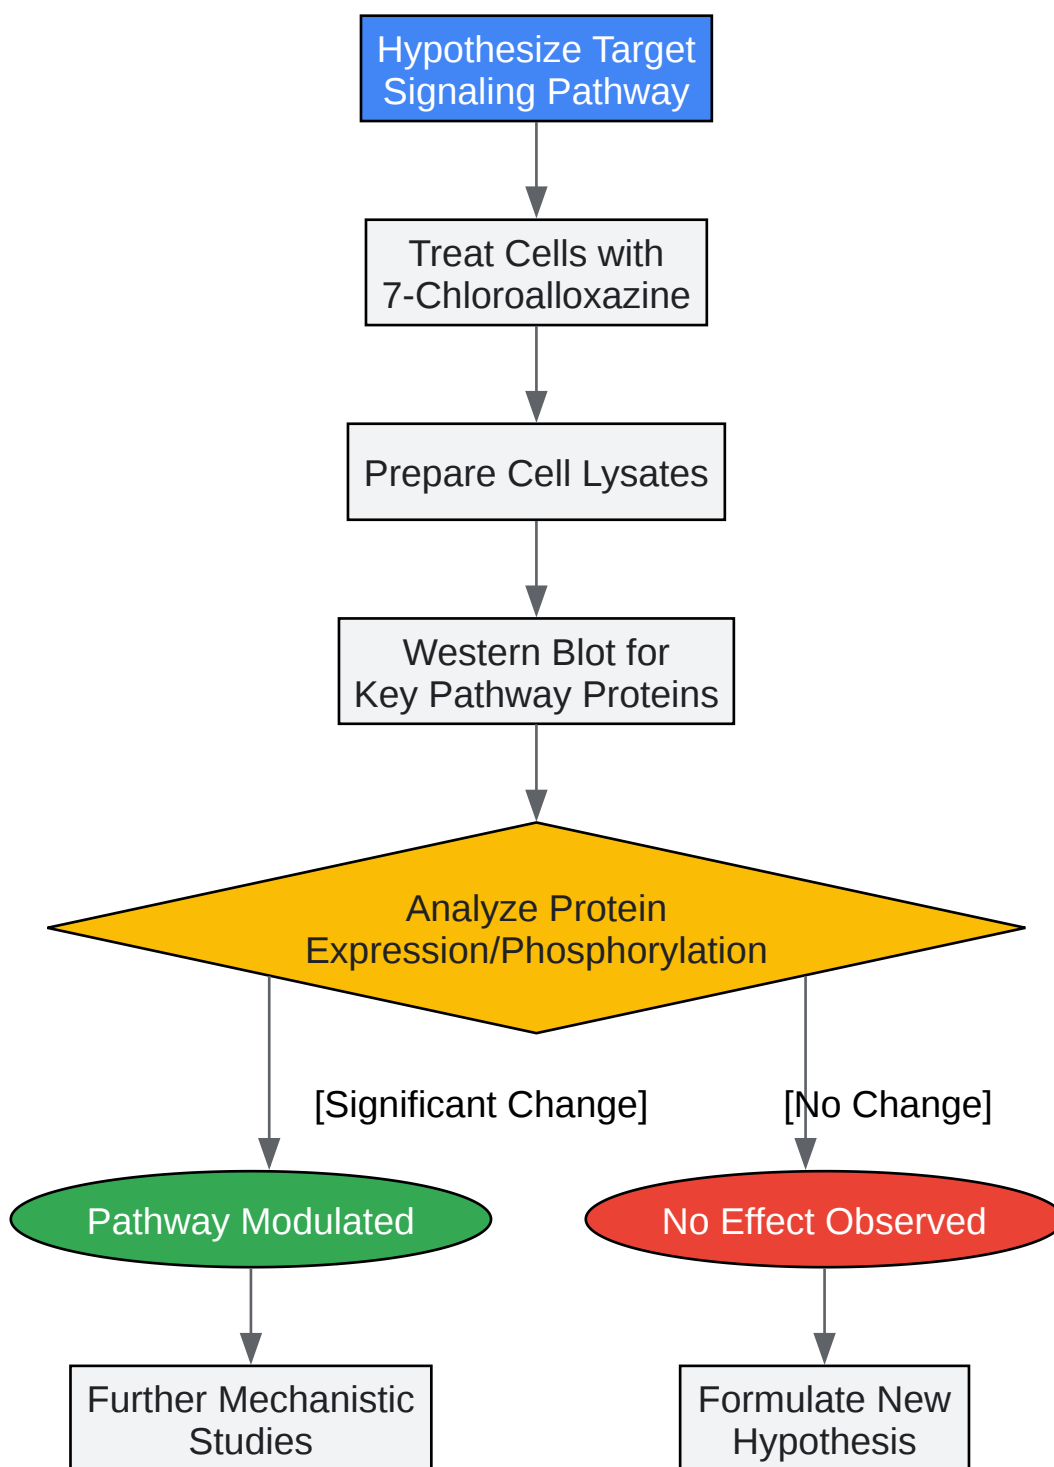 Hypothesize Target
Signaling Pathway
Treat Cells with
7-Chloroalloxazine
Prepare Cell Lysates
Western Blot for
Key Pathway Proteins
Analyze Protein
Expression/Phosphorylation
[Significant Change]
[No Change]
Pathway Modulated
No Effect Observed
Further Mechanistic
Studies
Formulate New
Hypothesis